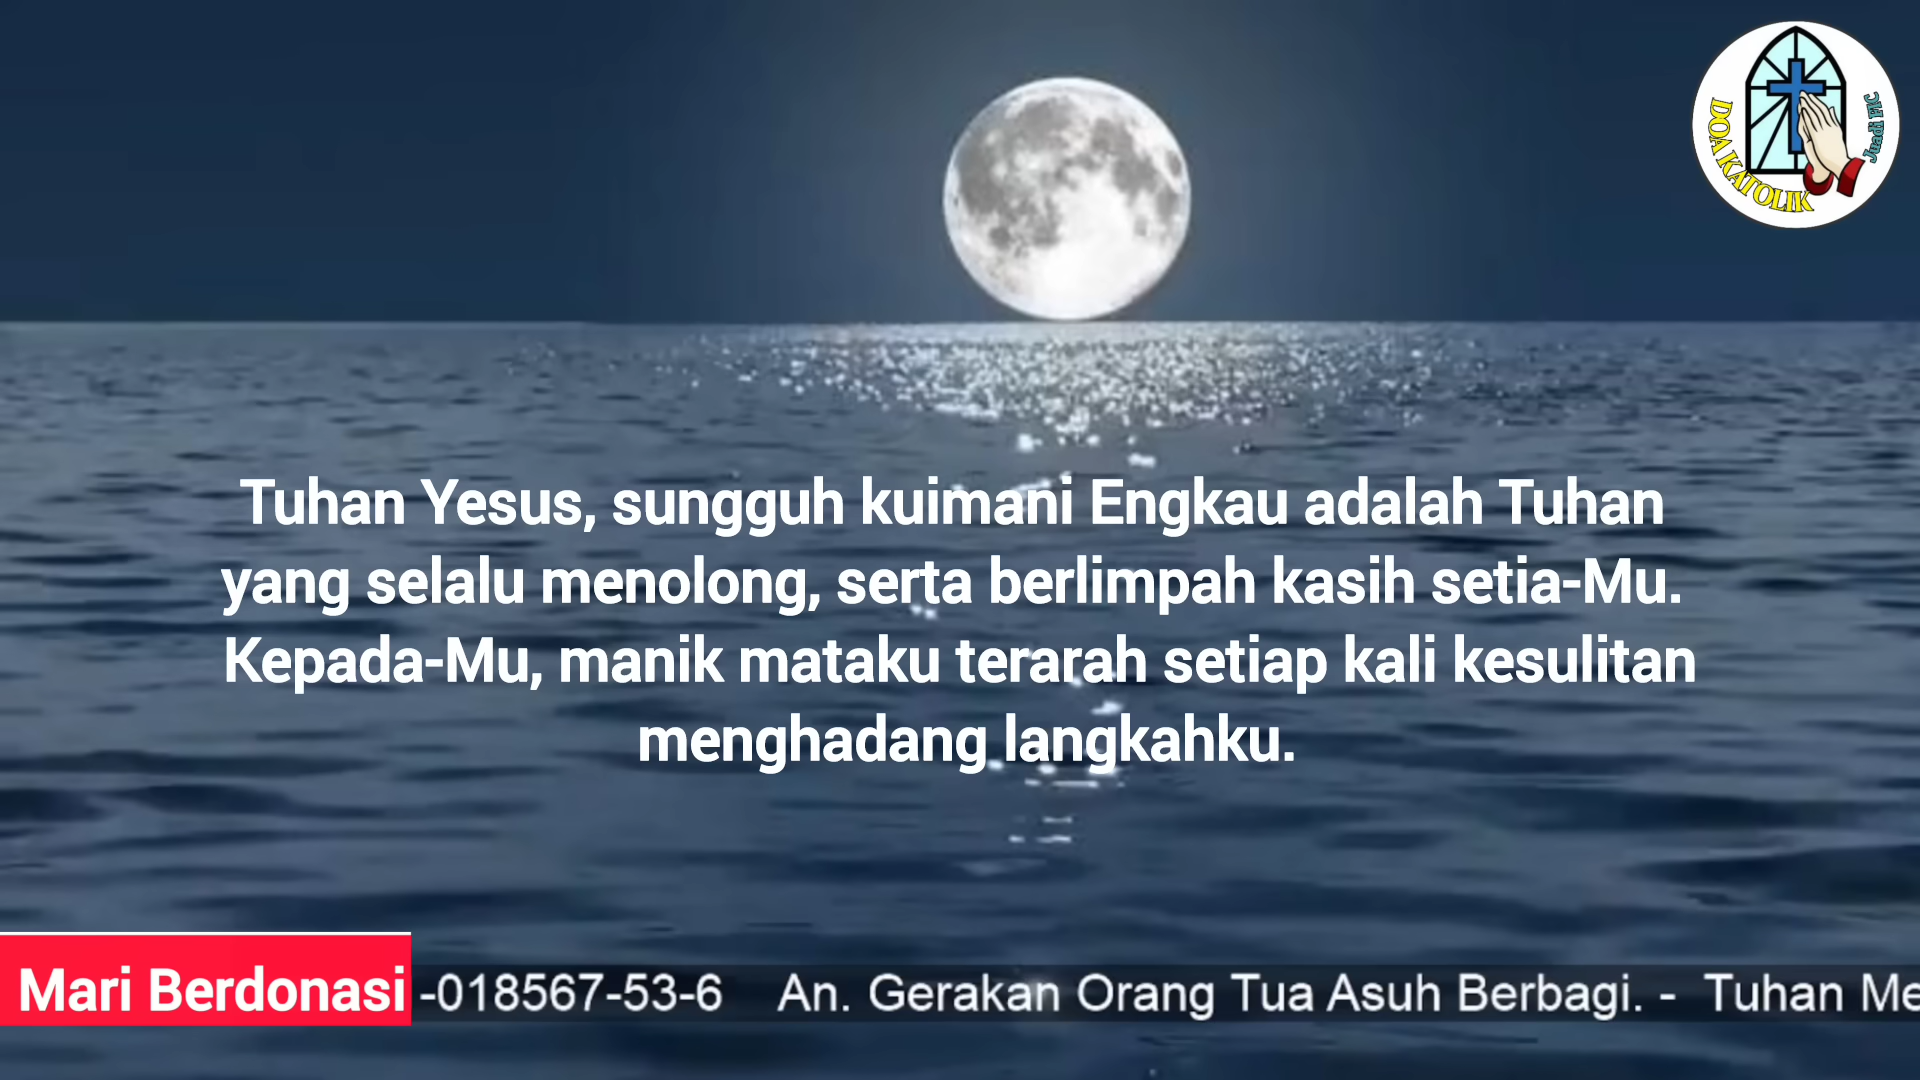 DOA KATOLIK
Juadi FIC
Tuhan Yesus, sungguh kuimani Engkau adalah Tuhan
yang selalu menolong, serta berlimpah kasih setia-Mu.
Kepada-Mu, manik mataku terarah setiap kali kesulitan
menghadang langkahku.
Mari Berdonasi -018567-53-6 An. Gerakan Orang Tua Asuh Berbagi. - Tuhan Me